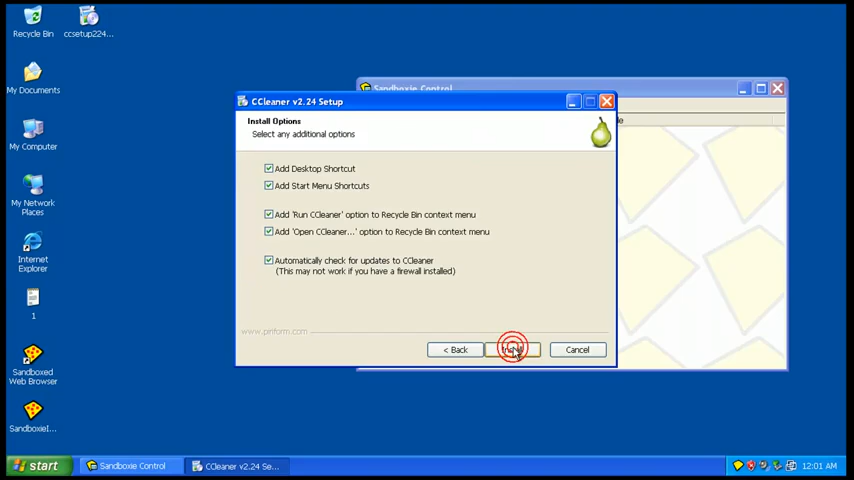 Recycle Bin
ccsetup224...
My Documents
My Computer
My Network
Places
Internet
Explorer
1
Sandboxed
Web Browser
SandboxieI...
Sandboxie Control
CCleaner v2.24 Setup
Install Options
Select any additional options
Add Desktop Shortcut
Add Start Menu Shortcuts
Add 'Run CCleaner' option to Recycle Bin context menu
Add 'Open CCleaner...' option to Recycle Bin context menu
Automatically check for updates to CCleaner
(This may not work if you have a firewall installed)
www.piriform.com
< Back
Cancel
start
Sandboxie Control
CCleaner v2.24 Se...
12:01 AM